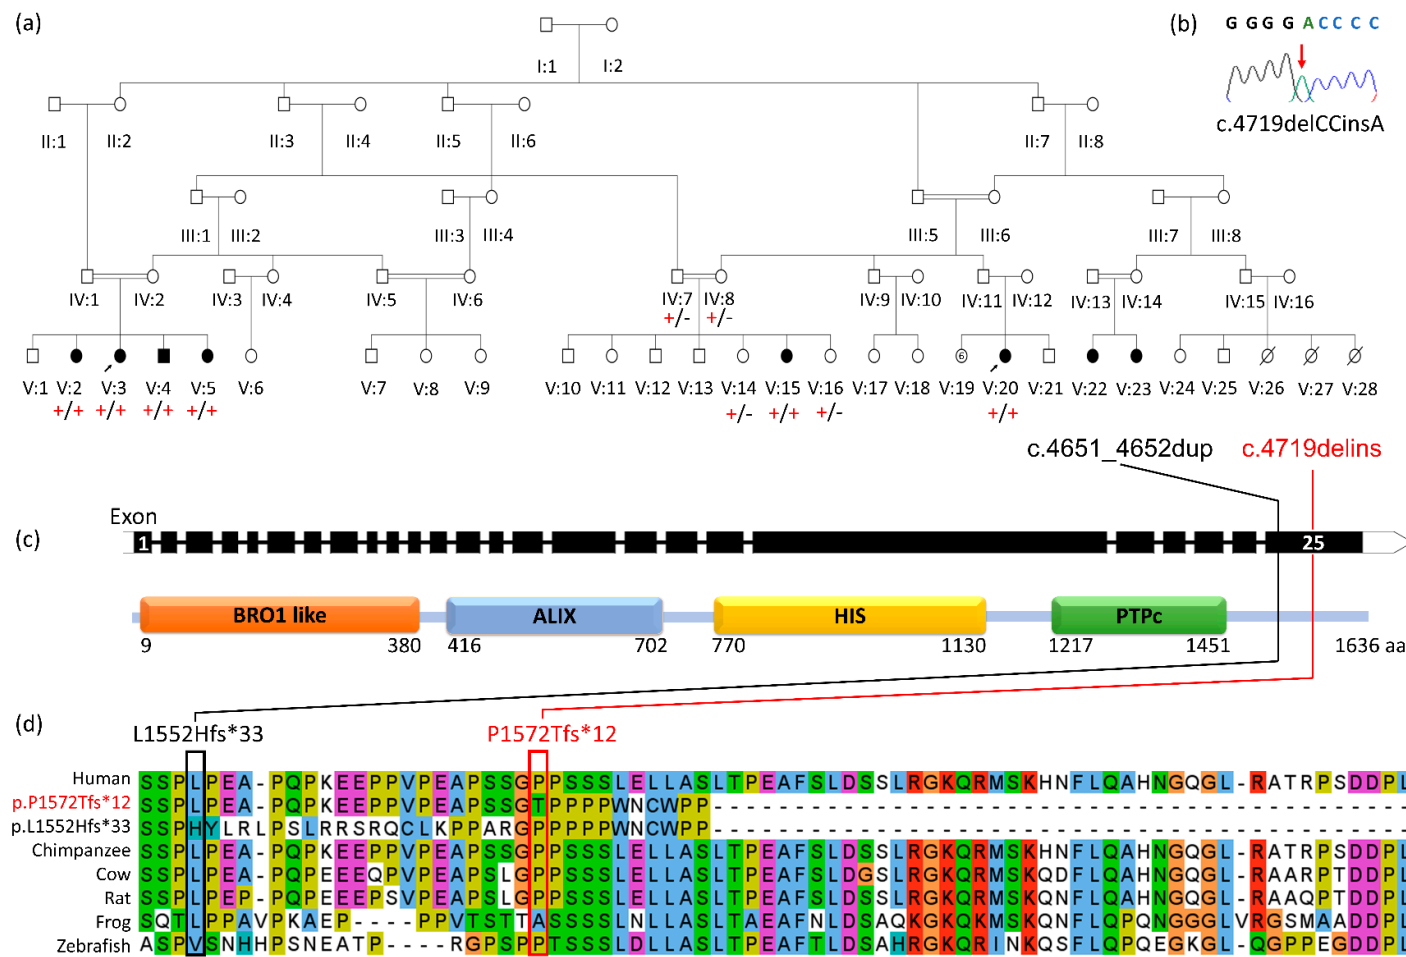 (a)
(b)
G G G G A C C C C
c.4719delCCinsA
I:1 I:2
II:1 II:2 II:3 II:4 II:5 II:6 II:7 II:8
III:1 III:2 III:3 III:4 III:5 III:6 III:7 III:8
IV:1 IV:2 IV:3 IV:4 IV:5 IV:6 IV:7 IV:8 IV:9 IV:10 IV:11 IV:12 IV:13 IV:14 IV:15 IV:16
+/- +/-
6
V:1 V:2 V:3 V:4 V:5 V:6 V:7 V:8 V:9 V:10 V:11 V:12 V:13 V:14 V:15 V:16 V:17 V:18 V:19 V:20 V:21 V:22 V:23 V:24 V:25 V:26 V:27 V:28
+/+ +/+ +/+ +/+ +/- +/+ +/- +/+
c.4651_4652dup c.4719delins
Exon
(c)
1 25
BRO1 like ALIX HIS PTPc
9 380 416 702 770 1130 1217 1451 1636 aa
(d)
L1552Hfs*33 P1572Tfs*12
Human SSPLPEA-PQPKEEPPVPEAPSSGPPSSSLELLASLTPEAFSLDSSLRGKQRMSKHNFLQAHNGQGL-RATRPSDDPL
p.P1572Tfs*12 SSPLPEA-PQPKEEPPVPEAPSSGTPPPPWNCWPP--------------------------------
p.L1552Hfs*33 SSPHYLRLPSLRRSRQCLKPPARGPPPPPWNCWPP--------------------------------
Chimpanzee SSPLPEA-PQPKEEPPVPEAPSSGPPSSSLELLASLTPEAFSLDSSLRGKQRMSKHNFLQAHNGQGL-RATRPSDDPL
Cow SSPLPEA-PQPEEEQPVPEAPSLGPPSSSLELLASLTPEAFSLDGSLRGKQRMSKQDFLQAHNGQGL-RAARPTDDPL
Rat SSPLPEP-PQPEEEPSVPEAPSLGPPSSSLELLASLTPEAFSLDSSLRGKQRMSKQNFLQAHNGQGL-RAAQPTDDPL
Frog SQTLPPAVPKAEP----PPVTSTTASSSSLNLLASLTAEAFNLDSAQKGKQRMSKQNFLQPQNGGGLVRGSMAADDPL
Zebrafish ASPVSNHHPSNEATP----RGPSPPTSSSLDLLASLTPEAFTLDSAHRGKQRINKQSFLQPQEGKGL-QGPPEGDDPL